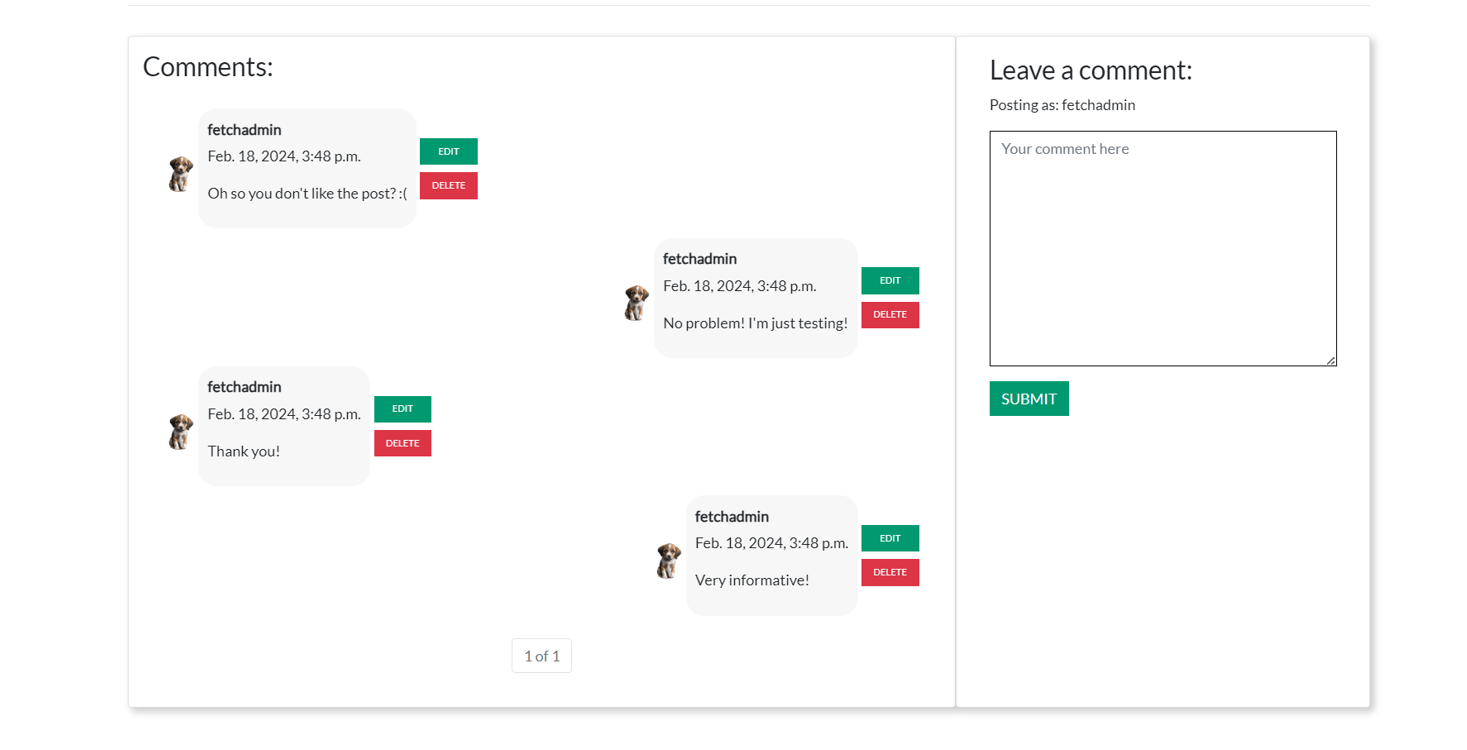 Comments:
fetchadmin
Feb. 18, 2024, 3:48 p.m.
Oh so you don't like the post? :(
EDIT
DELETE
fetchadmin
Feb. 18, 2024, 3:48 p.m.
No problem! I'm just testing!
EDIT
DELETE
fetchadmin
Feb. 18, 2024, 3:48 p.m.
Thank you!
EDIT
DELETE
fetchadmin
Feb. 18, 2024, 3:48 p.m.
Very informative!
EDIT
DELETE
1 of 1
Leave a comment:
Posting as: fetchadmin
Your comment here
SUBMIT